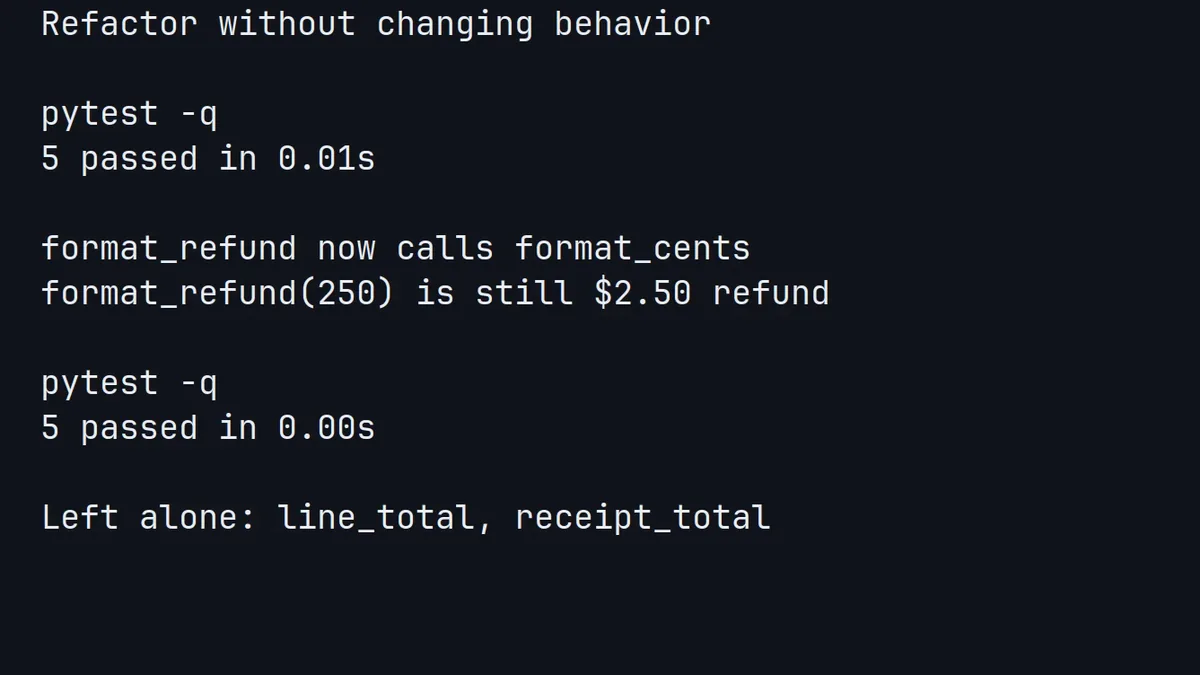 Refactor without changing behavior
pytest -q
5 passed in 0.01s
format_refund now calls format_cents
format_refund(250) is still $2.50 refund
pytest -q
5 passed in 0.00s
Left alone: line_total, receipt_total